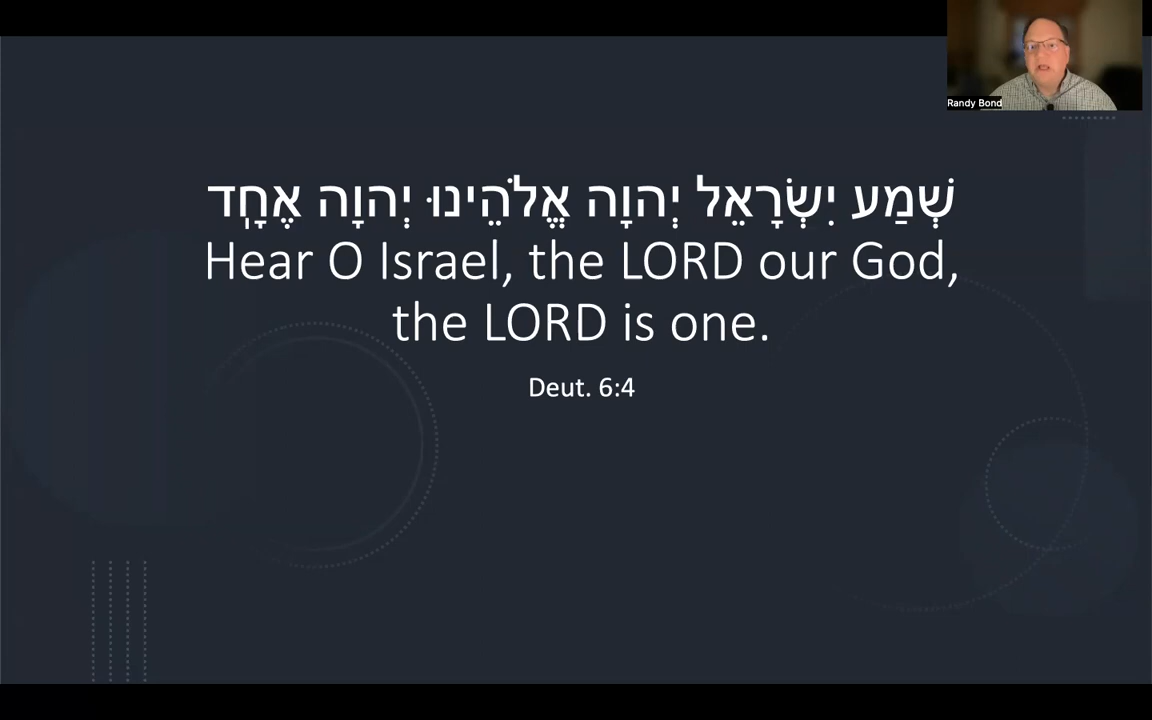 Randy Bond
שְׁמַע יִשְׂרָאֵל יְהוָה אֱלֹהֵינוּ יְהוָה אֶחָֽד
Hear O Israel, the LORD our God,
the LORD is one.
Deut. 6:4